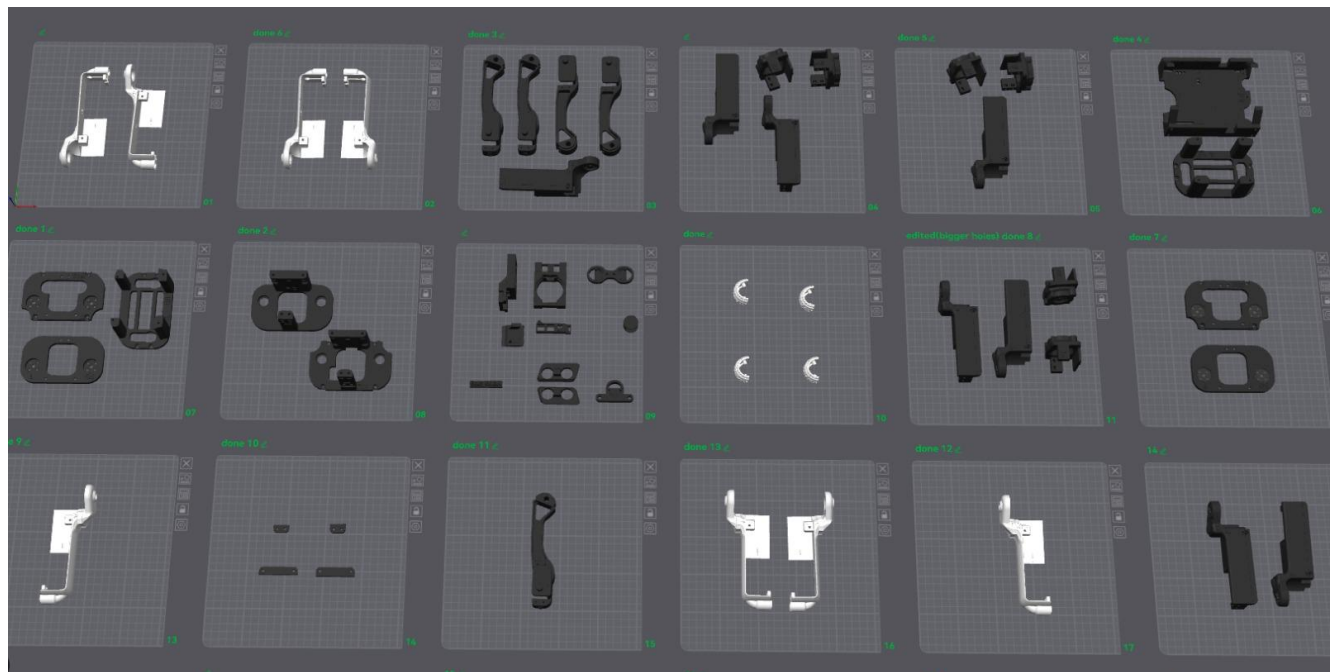 done 6
done 3
done 5
done 4
01
02
03
04
05
06
done 1
done 2
done
edited(bigger holes) done 8
done 7
07
08
09
10
11
e 9
done 10
done 11
done 13
done 12
14
13
14
15
16
17